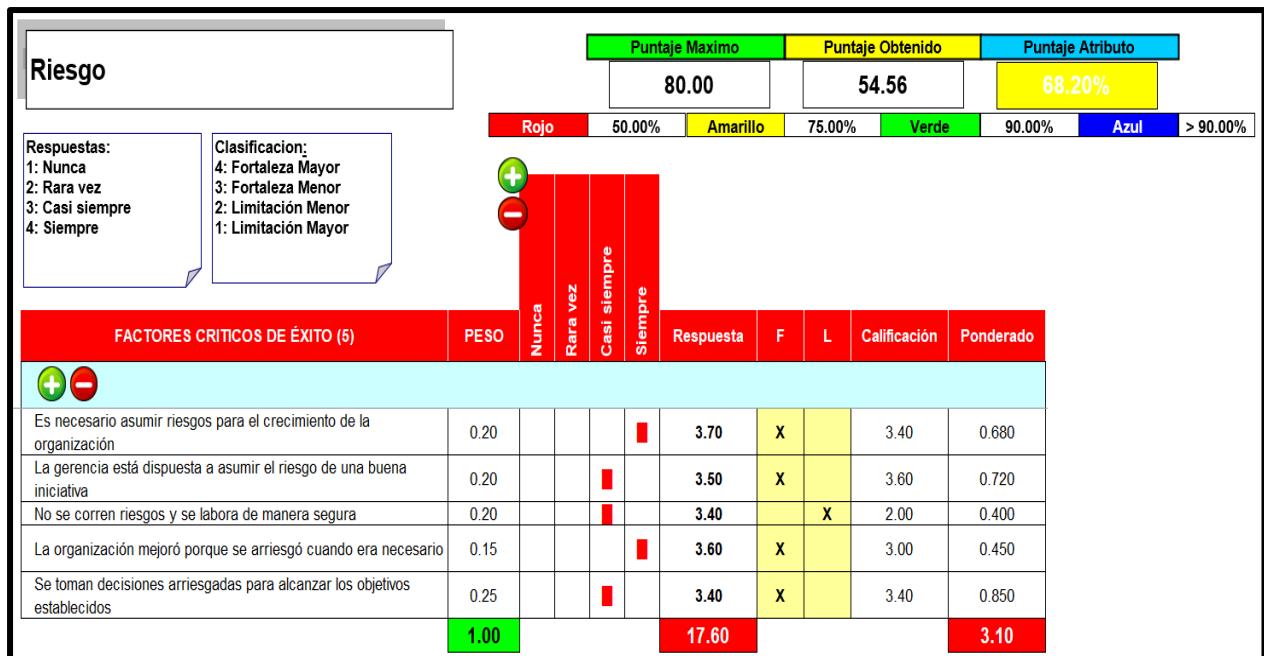 Riesgo
Puntaje Maximo Puntaje Obtenido Puntaje Atributo
80.00 54.56 68.20%
Rojo 50.00% Amarillo 75.00% Verde 90.00% Azul > 90.00%
Respuestas:
1: Nunca
2: Rara vez
3: Casi siempre
4: Siempre
Clasificacion:
4: Fortaleza Mayor
3: Fortaleza Menor
2: Limitación Menor
1: Limitación Mayor
FACTORES CRITICOS DE ÉXITO (5) PESO Nunca Rara vez Casi siempre Siempre Respuesta F L Calificación Ponderado
Es necesario asumir riesgos para el crecimiento de la
organización 0.20 3.70 X 3.40 0.680
La gerencia está dispuesta a asumir el riesgo de una buena
iniciativa 0.20 3.50 X 3.60 0.720
No se corren riesgos y se labora de manera segura 0.20 3.40 X 2.00 0.400
La organización mejoró porque se arriesgó cuando era necesario 0.15 3.60 X 3.00 0.450
Se toman decisiones arriesgadas para alcanzar los objetivos
establecidos 0.25 3.40 X 3.40 0.850
1.00 17.60 3.10